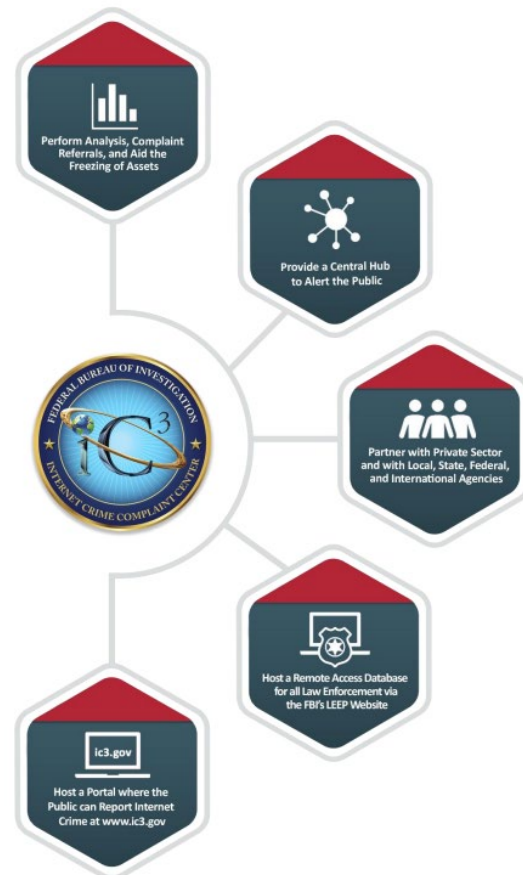 Perform Analysis, Complaint
Referrals, and Aid the
Freezing of Assets
Provide a Central Hub
to Alert the Public
FEDERAL BUREAU OF INVESTIGATION
iC3
INTERNET CRIME COMPLAINT CENTER
Partner with Private Sector
and with Local, State, Federal,
and International Agencies
Host a Remote Access Database
for all Law Enforcement via
the FBI's LEEP Website
ic3.gov
Host a Portal where the
Public can Report Internet
Crime at www.ic3.gov